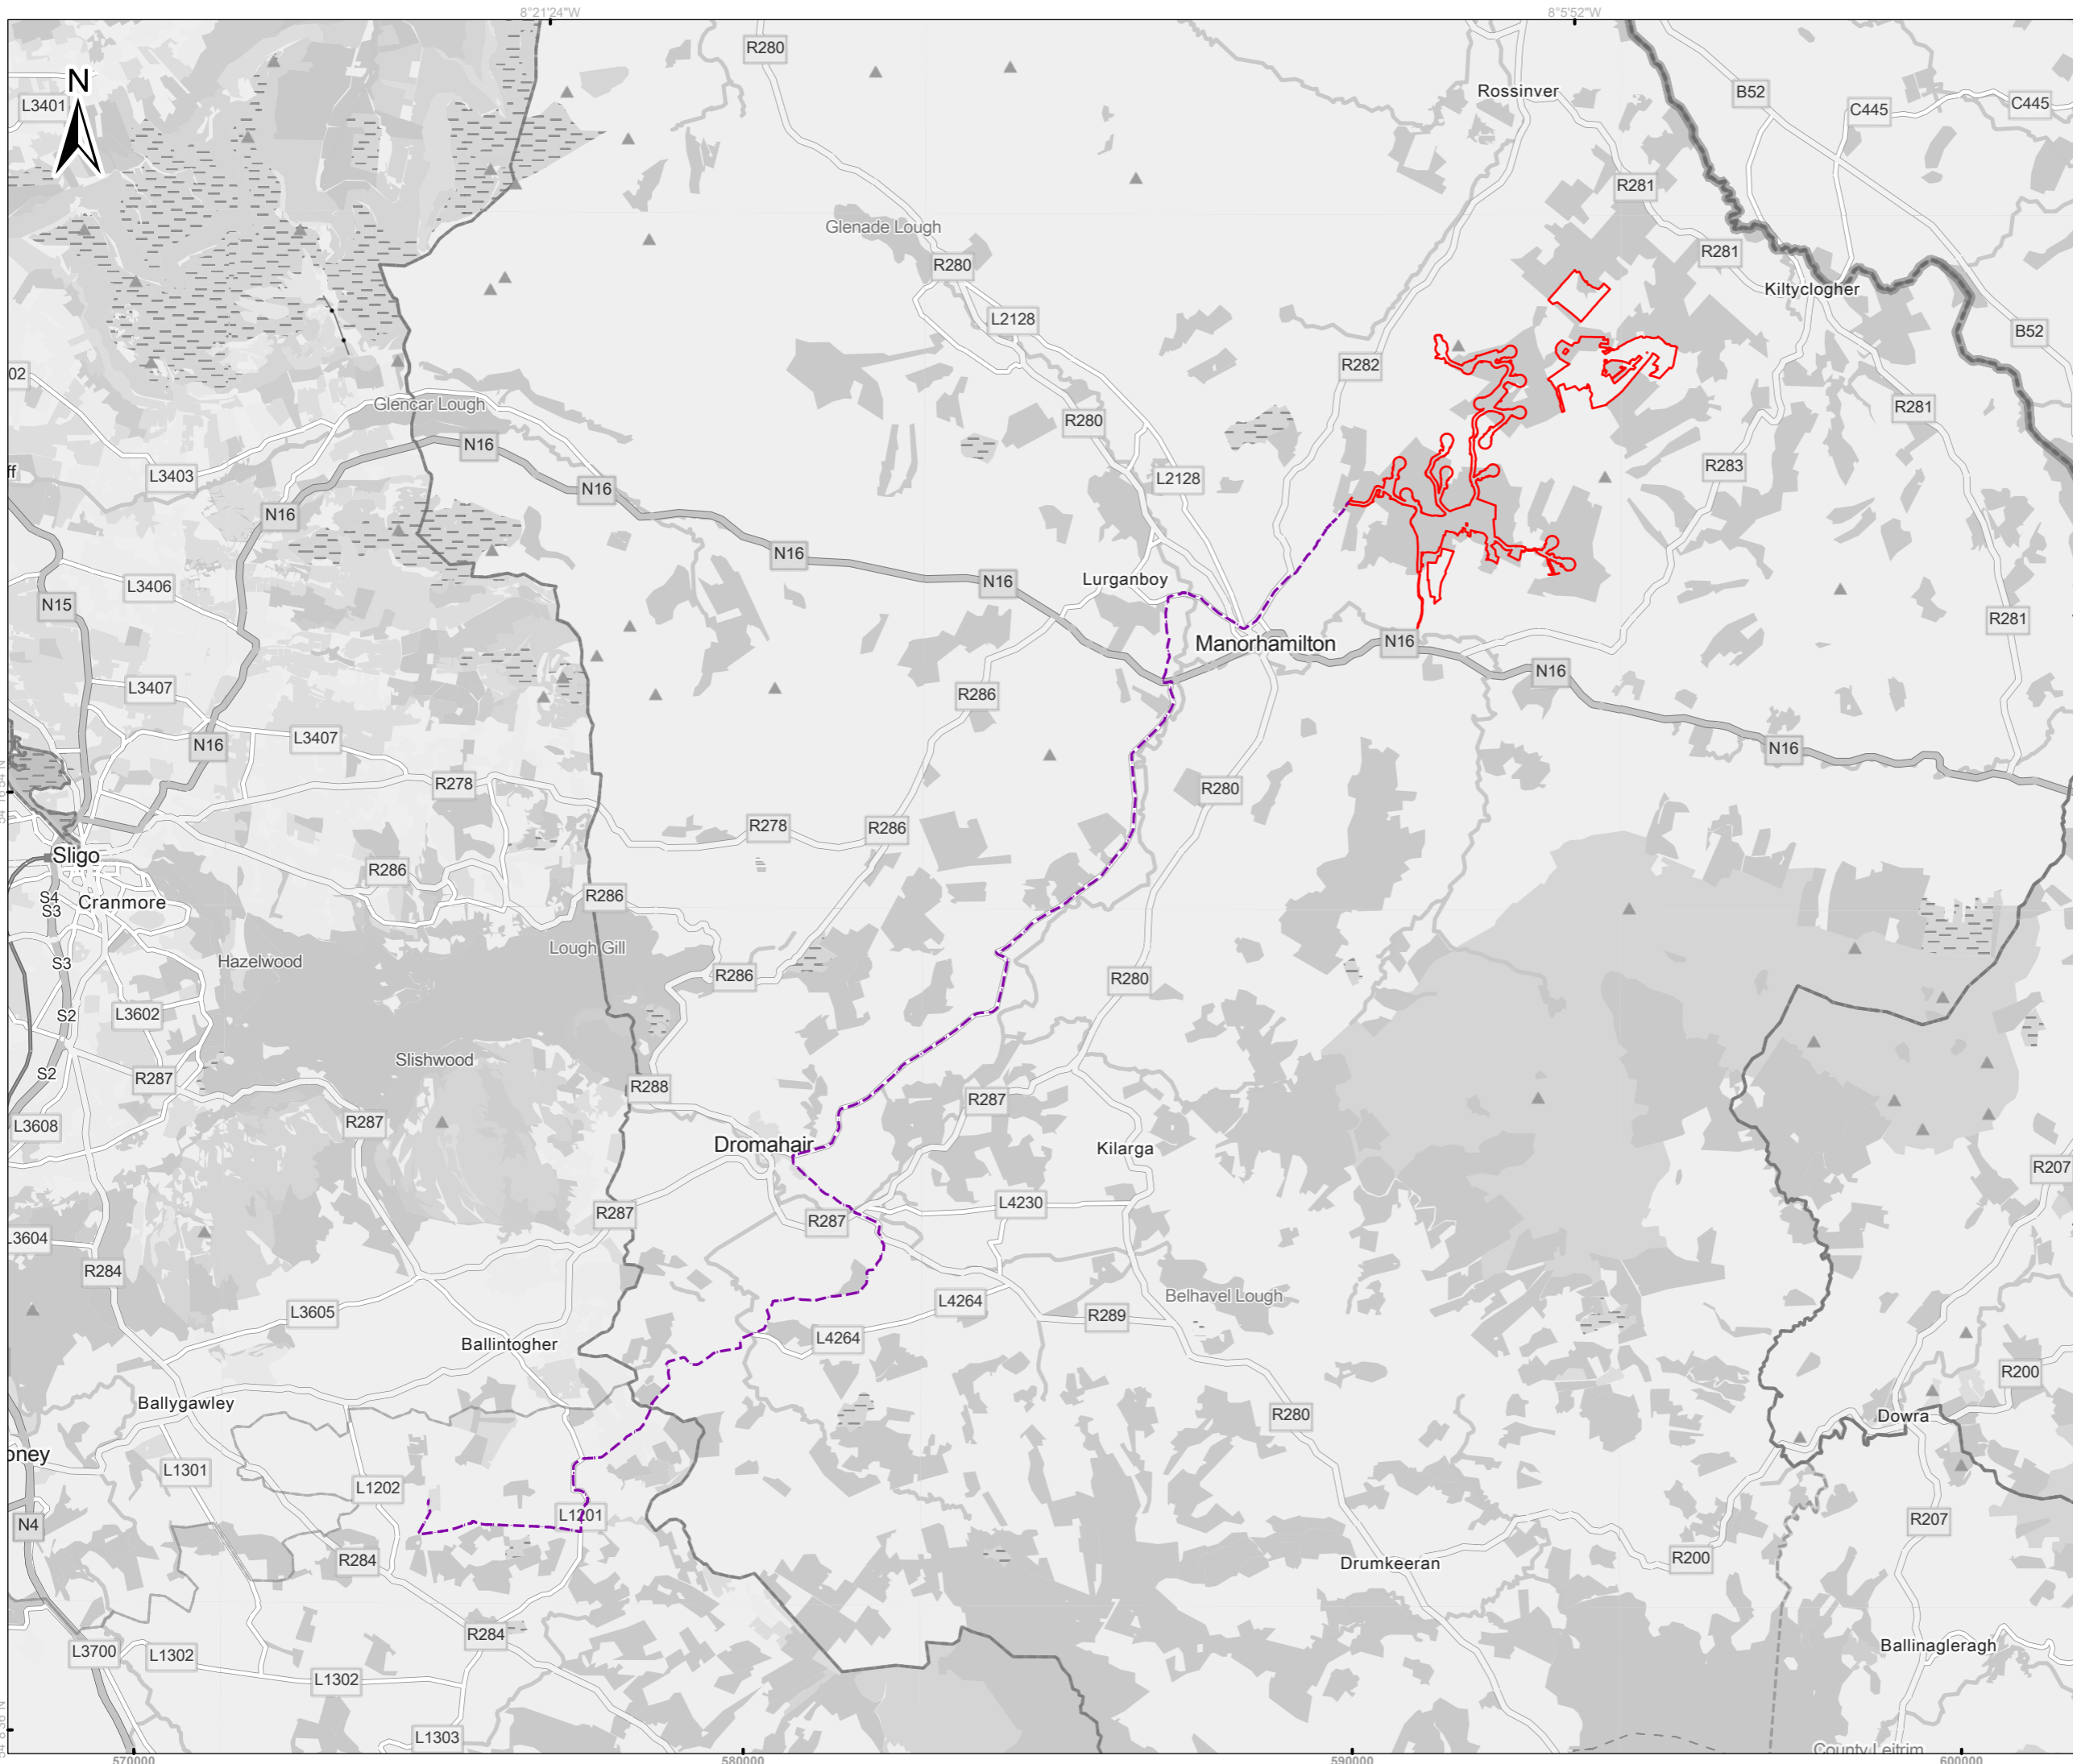 8°21'24"W
8°5'52"W
R280
N
L3401
Rossinver
B52
C445
C445
R281
Glenade Lough
R281
R280
Kiltyclogher
L2128
B52
R282
02
Glencar Lough
R281
R280
N16
L3403
R283
L2128
ff
N16
N16
N16
N16
Lurganboy
L3406
N15
R281
Manorhamilton
N16
N16
L3407
R286
L3407
N16
N16
R278
R280
R278
R286
Sligo
R286
R286
S4
Cranmore
S3
Lough Gill
Hazelwood
S3
R286
R280
L3602
S2
Slishwood
S2
R287
R288
R287
R287
L3608
Dromahair
Kilarga
R207
L4230
R287
R287
3604
R284
Belhavel Lough
L4264
L3605
R289
L4264
Ballintogher
R200
Ballygawley
R280
Dowra
oney
L1301
L1202
L1201
N4
R207
R284
R200
Drumkeeran
R284
Ballinagleragh
L3700
L1302
L1302
L1303
County Leitrim
570000
580000
590000
600000